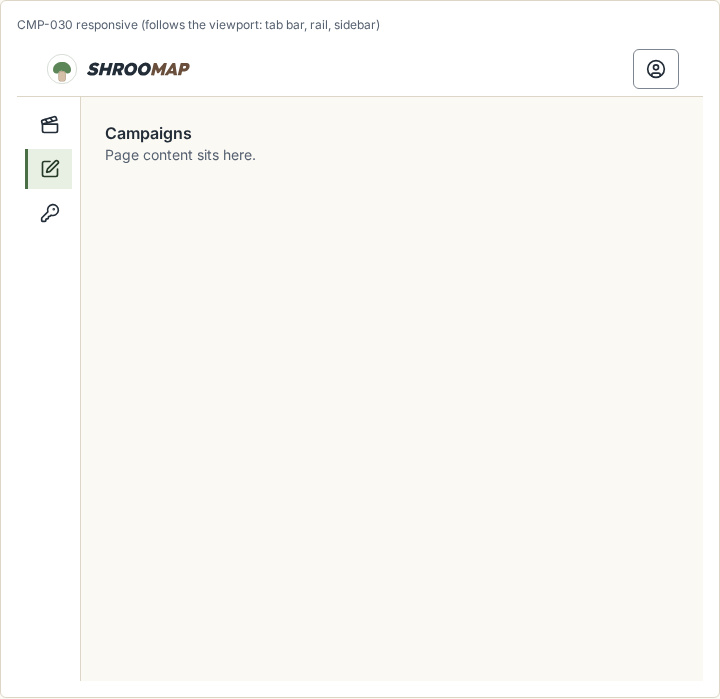 CMP-030 responsive (follows the viewport: tab bar, rail, sidebar)
SHROOMAP
Campaigns
Page content sits here.